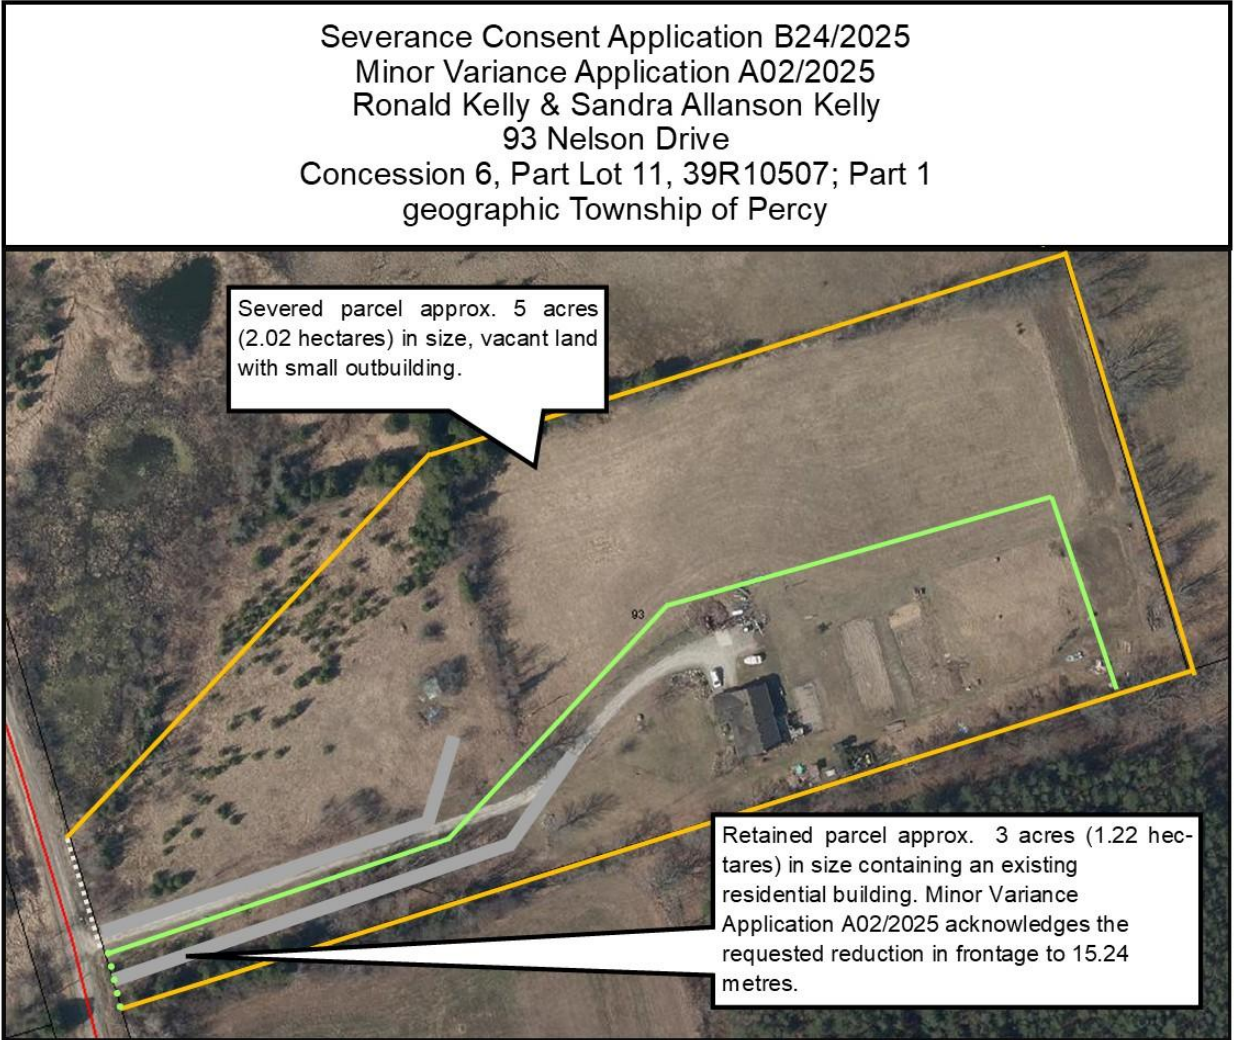 Severance Consent Application B24/2025
Minor Variance Application A02/2025
Ronald Kelly & Sandra Allanson Kelly
93 Nelson Drive
Concession 6, Part Lot 11, 39R10507; Part 1
geographic Township of Percy
Severed parcel approx. 5 acres
(2.02 hectares) in size, vacant land
with small outbuilding.
93
Retained parcel approx. 3 acres (1.22 hec-
tares) in size containing an existing
residential building. Minor Variance
Application A02/2025 acknowledges the
requested reduction in frontage to 15.24
metres.